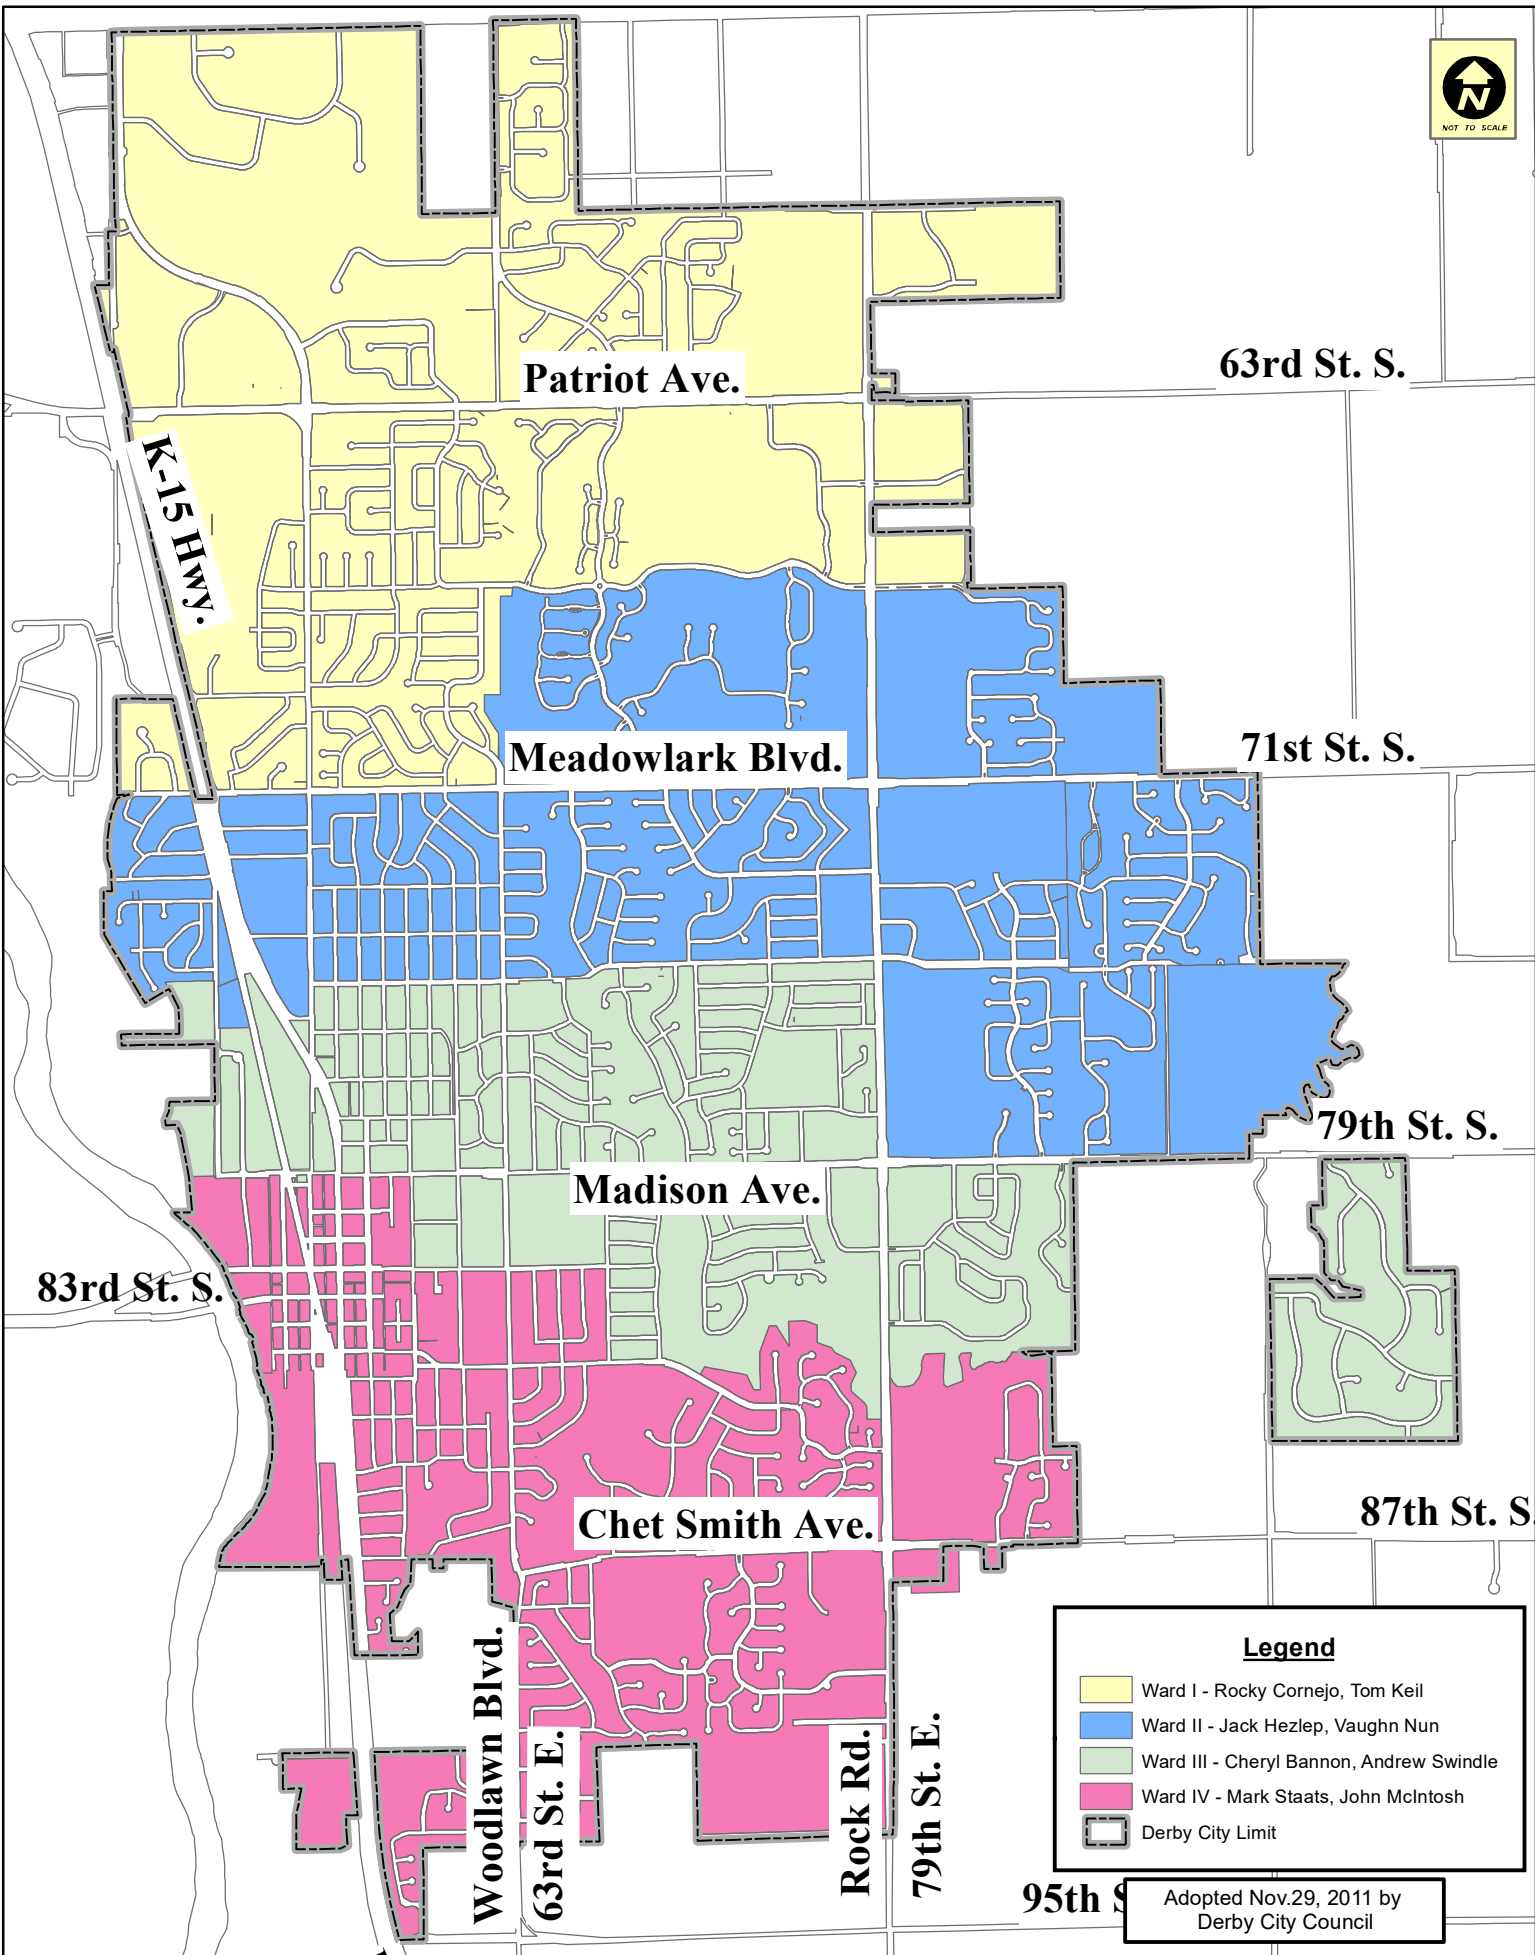 N
NOT TO SCALE
Patriot Ave.
63rd St. S.
K-15 Hwy.
Meadowlark Blvd.
71st St. S.
79th St. S.
Madison Ave.
83rd St. S.
Chet Smith Ave.
87th St. S.
Woodlawn Blvd.
63rd St. E.
Rock Rd.
79th St. E.
Legend
Ward I - Rocky Cornejo, Tom Keil
Ward II - Jack Hezlep, Vaughn Nun
Ward III - Cheryl Bannon, Andrew Swindle
Ward IV - Mark Staats, John McIntosh
Derby City Limit
95th S
Adopted Nov.29, 2011 by
Derby City Council